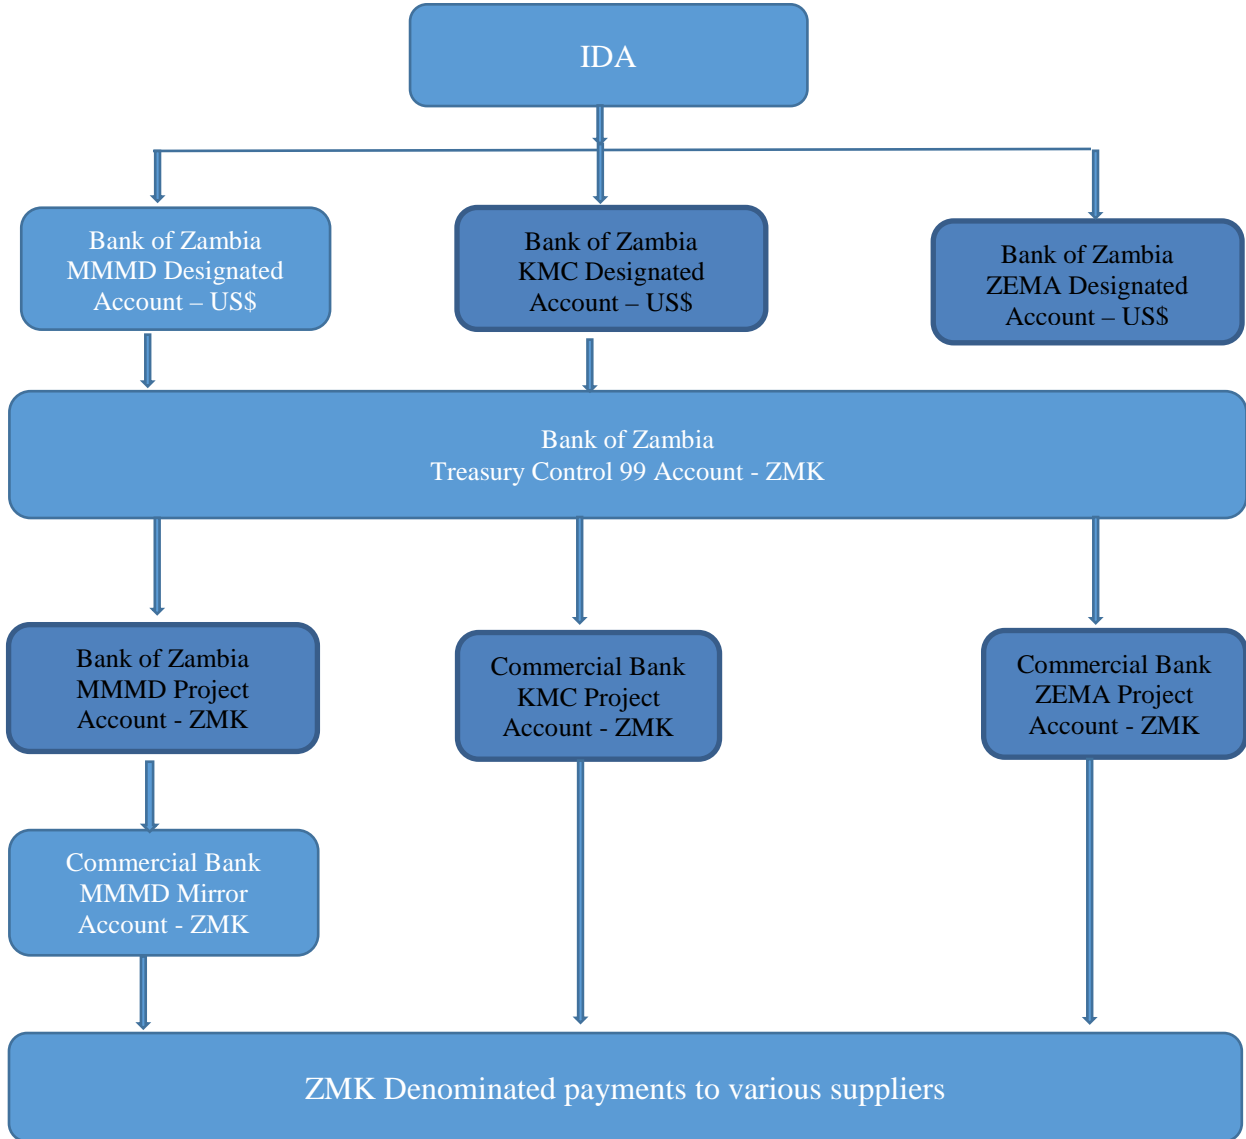 IDA
Bank of Zambia
MMMD Designated
Account – US$
Bank of Zambia
KMC Designated
Account – US$
Bank of Zambia
ZEMA Designated
Account – US$
Bank of Zambia
Treasury Control 99 Account - ZMK
Bank of Zambia
MMMD Project
Account - ZMK
Commercial Bank
KMC Project
Account - ZMK
Commercial Bank
ZEMA Project
Account - ZMK
Commercial Bank
MMMD Mirror
Account - ZMK
ZMK Denominated payments to various suppliers